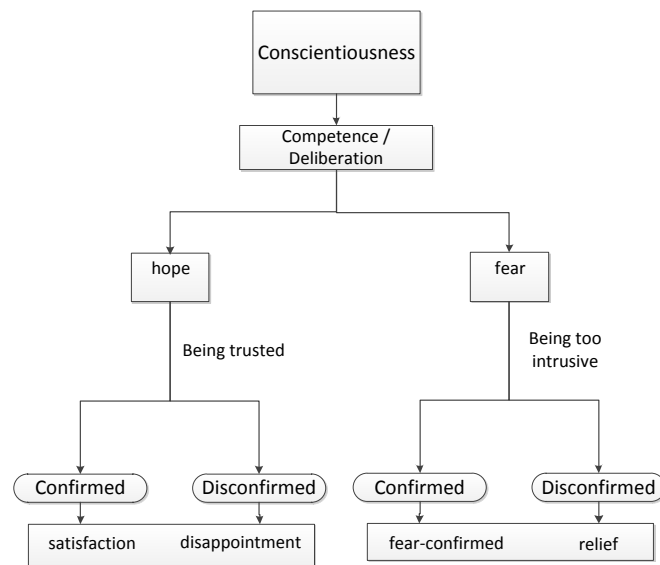 Conscientiousness
Competence /
Deliberation
hope
fear
Being trusted
Being too
intrusive
Confirmed
Disconfirmed
Confirmed
Disconfirmed
satisfaction
disappointment
fear-confirmed
relief